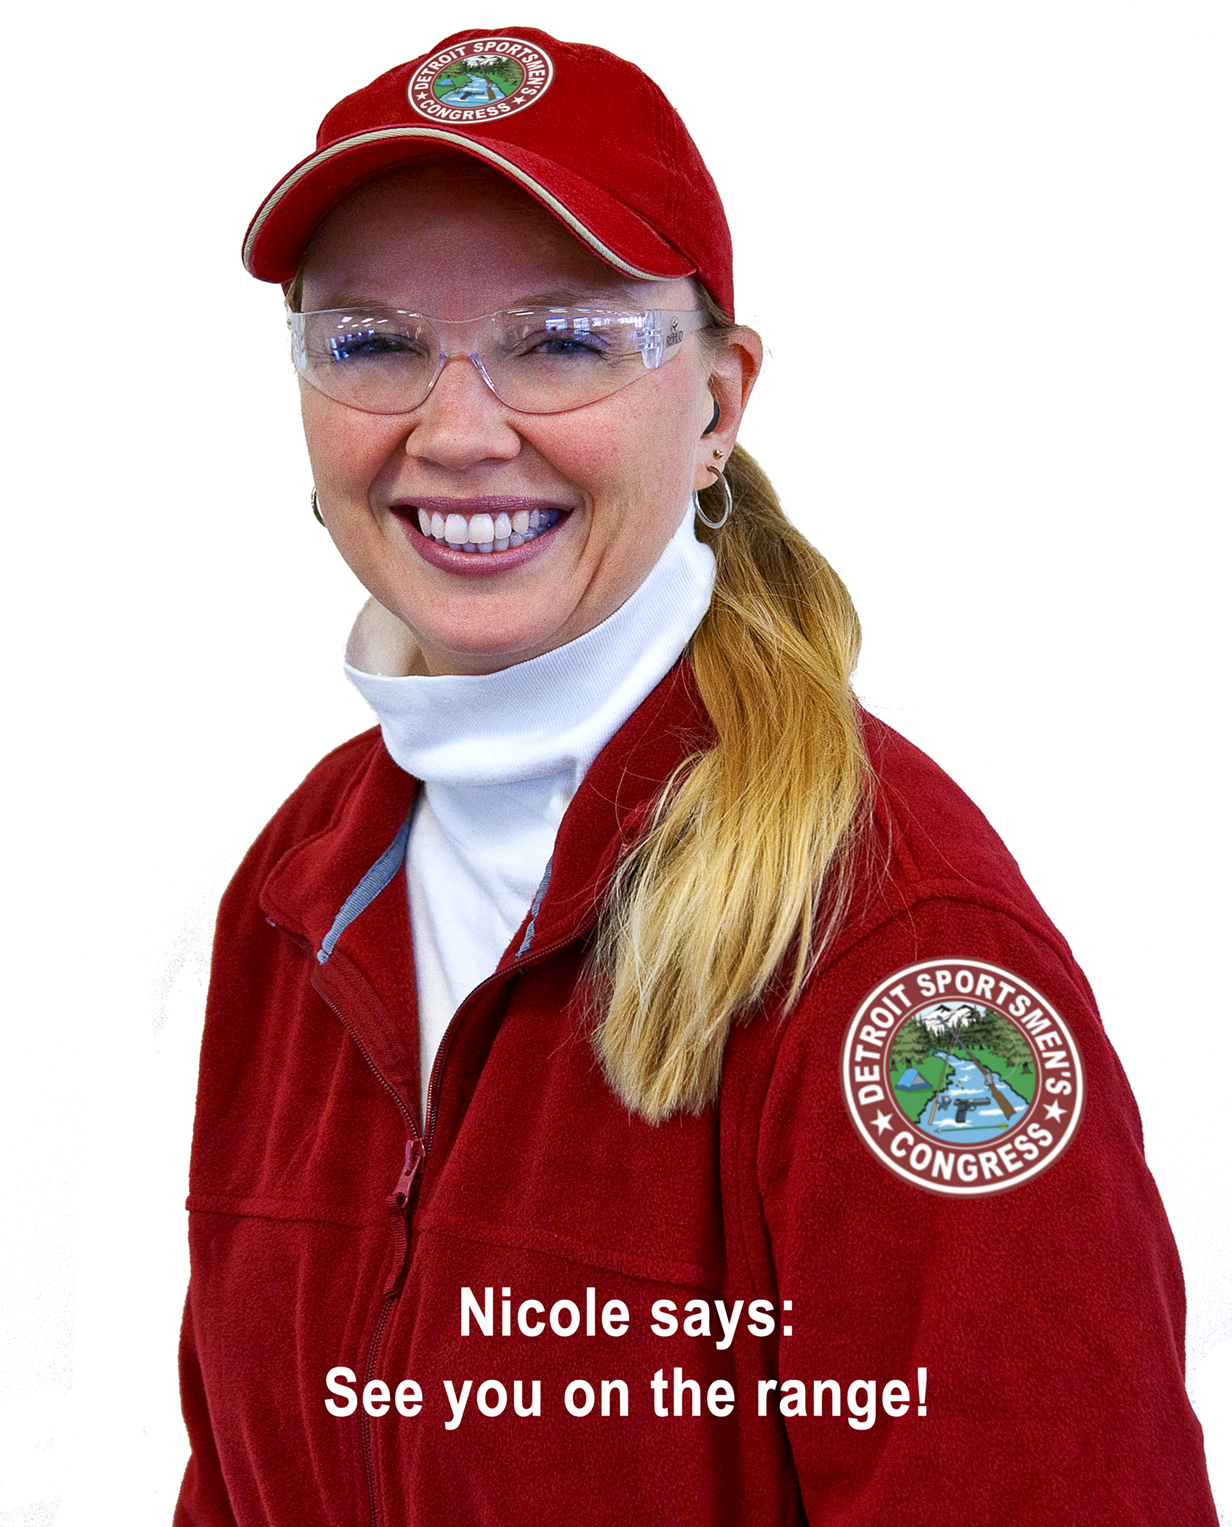 DETROIT SPORTSMEN'S
★ CONGRESS ★
DETROIT SPORTSMEN'S
★ CONGRESS ★
Nicole says:
See you on the range!